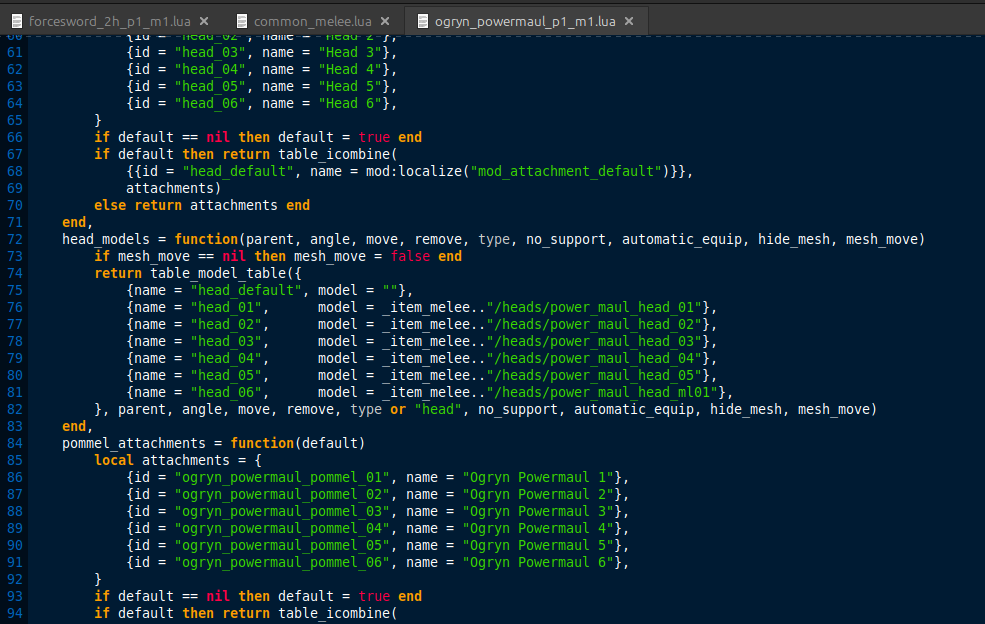 forcesword_2h_p1_m1.lua × common_melee.lua × ogryn_powermaul_p1_m1.lua ×
60 {id = "head_02", name = "Head 2"},
61 {id = "head_03", name = "Head 3"},
62 {id = "head_04", name = "Head 4"},
63 {id = "head_05", name = "Head 5"},
64 {id = "head_06", name = "Head 6"},
65 }
66 if default == nil then default = true end
67 if default then return table_icombine(
68 {{id = "head_default", name = mod:localize("mod_attachment_default")}},
69 attachments)
70 else return attachments end
71 end,
72 head_models = function(parent, angle, move, remove, type, no_support, automatic_equip, hide_mesh, mesh_move)
73 if mesh_move == nil then mesh_move = false end
74 return table_model_table({
75 {name = "head_default", model = ""},
76 {name = "head_01", model = _item_melee.."/heads/power_maul_head_01"},
77 {name = "head_02", model = _item_melee.."/heads/power_maul_head_02"},
78 {name = "head_03", model = _item_melee.."/heads/power_maul_head_03"},
79 {name = "head_04", model = _item_melee.."/heads/power_maul_head_04"},
80 {name = "head_05", model = _item_melee.."/heads/power_maul_head_05"},
81 {name = "head_06", model = _item_melee.."/heads/power_maul_head_ml01"},
82 }, parent, angle, move, remove, type or "head", no_support, automatic_equip, hide_mesh, mesh_move)
83 end,
84 pommel_attachments = function(default)
85 local attachments = {
86 {id = "ogryn_powermaul_pommel_01", name = "Ogryn Powermaul 1"},
87 {id = "ogryn_powermaul_pommel_02", name = "Ogryn Powermaul 2"},
88 {id = "ogryn_powermaul_pommel_03", name = "Ogryn Powermaul 3"},
89 {id = "ogryn_powermaul_pommel_04", name = "Ogryn Powermaul 4"},
90 {id = "ogryn_powermaul_pommel_05", name = "Ogryn Powermaul 5"},
91 {id = "ogryn_powermaul_pommel_06", name = "Ogryn Powermaul 6"},
92 }
93 if default == nil then default = true end
94 if default then return table_icombine(